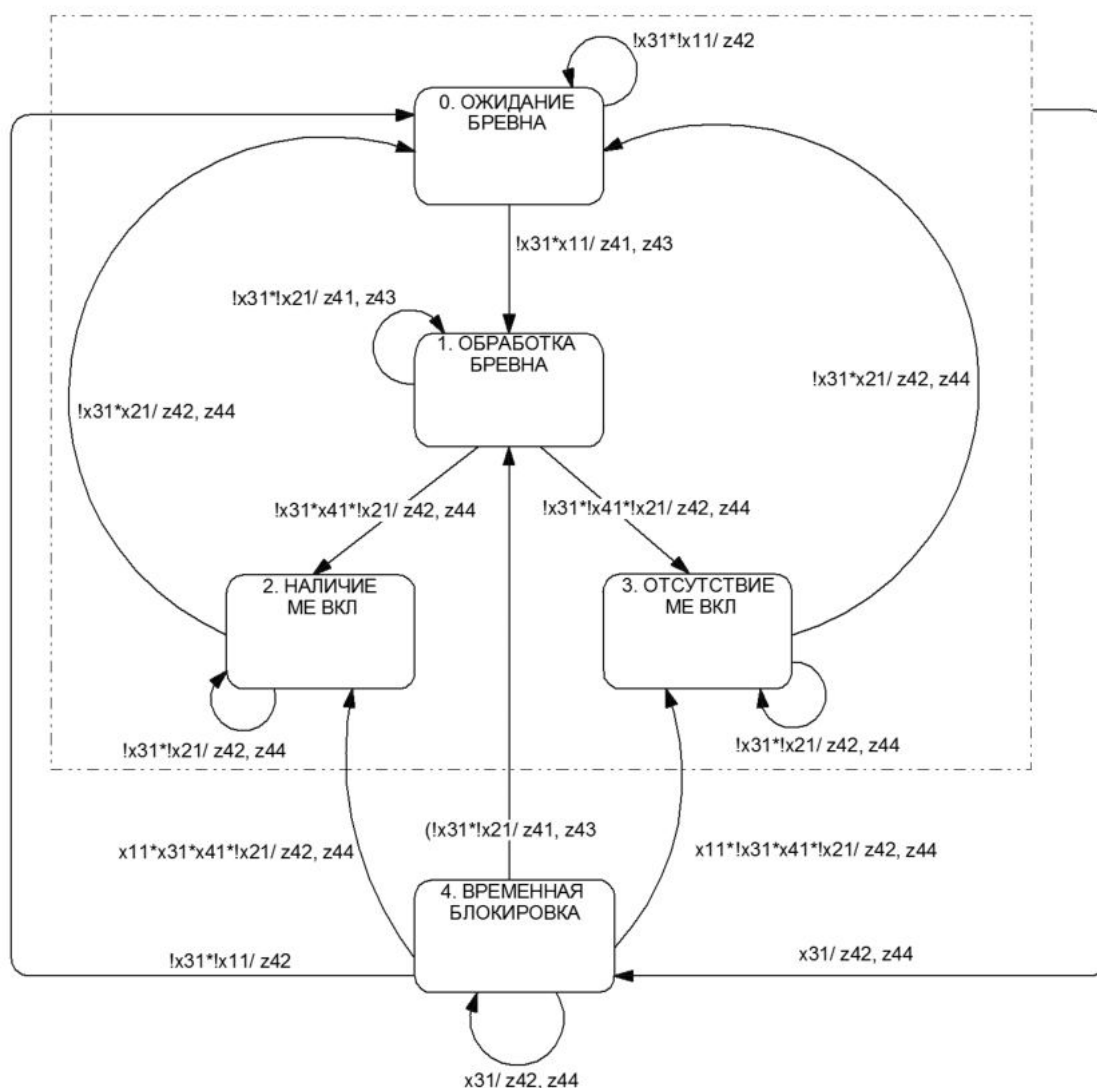 !x31*!x11/ z42
0. ОЖИДАНИЕ
БРЕВНА
!x31*x11/ z41, z43
!x31*!x21/ z41, z43
1. ОБРАБОТКА
БРЕВНА
!x31*x21/ z42, z44
!x31*x21/ z42, z44
!x31*x41*!x21/ z42, z44
!x31*!x41*!x21/ z42, z44
2. НАЛИЧИЕ
МЕ ВКЛ
3. ОТСУТСТВИЕ
МЕ ВКЛ
!x31*!x21/ z42, z44
!x31*!x21/ z42, z44
(!x31*!x21/ z41, z43
x11*x31*x41*!x21/ z42, z44
x11*!x31*x41*!x21/ z42, z44
4. ВРЕМЕННАЯ
БЛОКИРОВКА
!x31*!x11/ z42
x31/ z42, z44
x31/ z42, z44